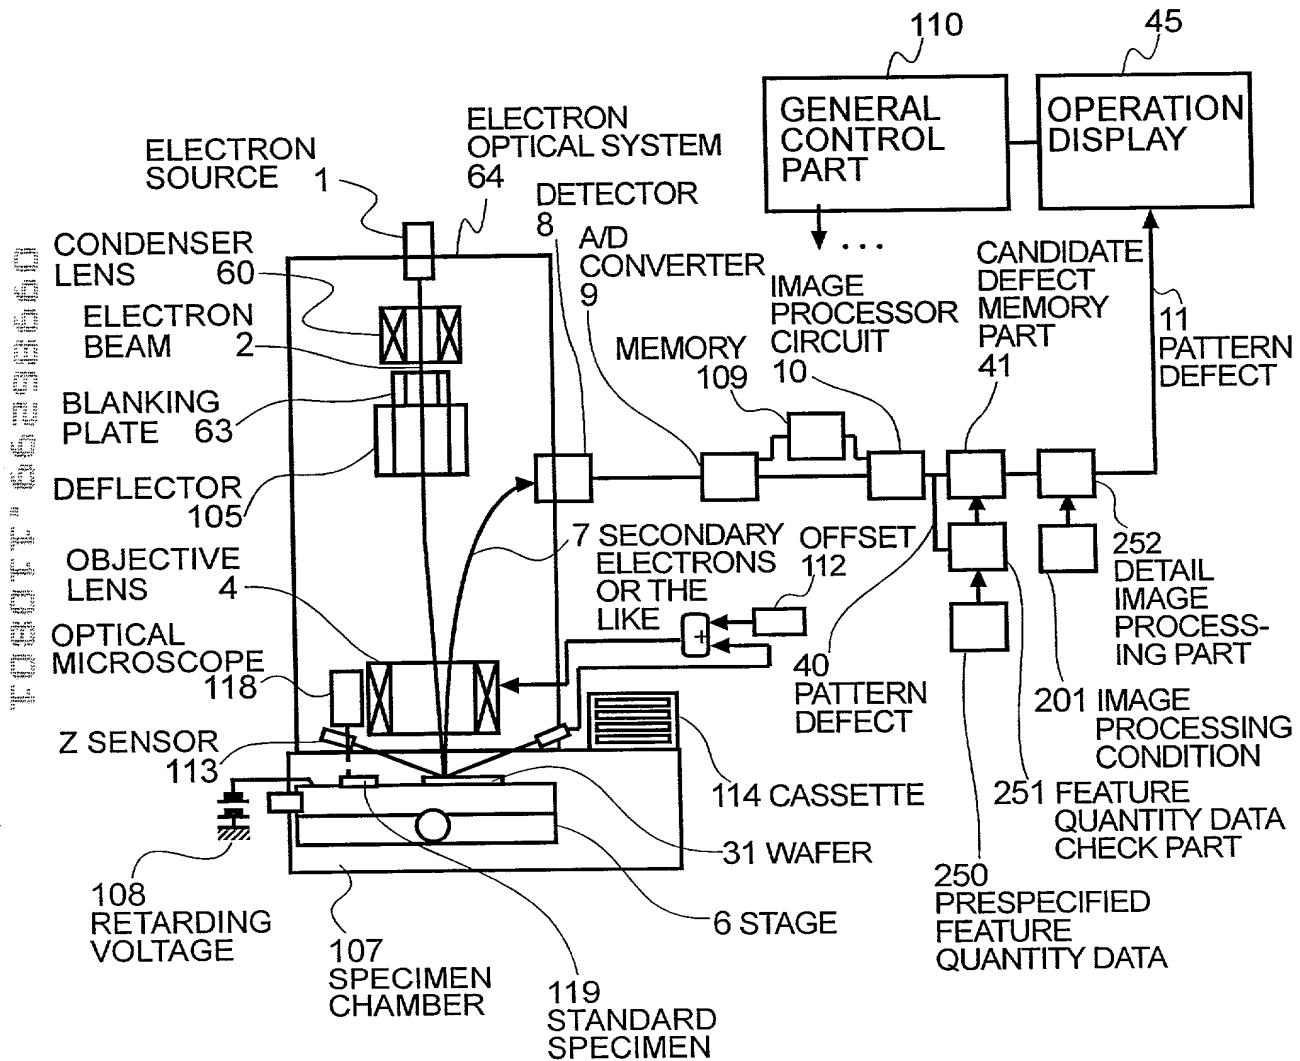 110
45
GENERAL
CONTROL
PART
OPERATION
DISPLAY
ELECTRON
SOURCE 1
ELECTRON
OPTICAL SYSTEM
64
DETECTOR
8
A/D
CONVERTER
9
CONDENSER
LENS 60
ELECTRON
BEAM 2
BLANKING
PLATE 63
DEFLECTOR
105
OBJECTIVE
LENS 4
OPTICAL
MICROSCOPE
118
Z SENSOR
113
MEMORY
109
IMAGE
PROCESSOR
CIRCUIT
10
...
CANDIDATE
DEFECT
MEMORY
PART
41
11
PATTERN
DEFECT
7 SECONDARY
ELECTRONS
OR THE
LIKE
OFFSET
112
+
40
PATTERN
DEFECT
252
DETAIL
IMAGE
PROCESS-
ING PART
201 IMAGE
PROCESSING
CONDITION
251 FEATURE
QUANTITY DATA
CHECK PART
250
PRESPECIFIED
FEATURE
QUANTITY DATA
114 CASSETTE
31 WAFER
6 STAGE
108
RETARDING
VOLTAGE
107
SPECIMEN
CHAMBER
119
STANDARD
SPECIMEN